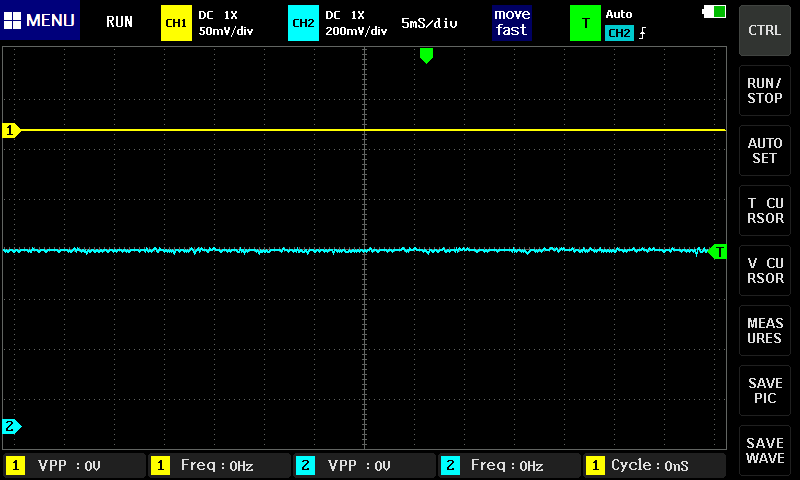 MENU
RUN
CH1
DC 1X
50mV/div
CH2
DC 1X
200mV/div
5mS/div
move
fast
T
Auto
CH2
CTRL
RUN/
STOP
AUTO
SET
T CU
RSOR
V CU
RSOR
MEAS
URES
SAVE
PIC
SAVE
WAVE
1
T
2
1 VPP :0V
1 Freq :0Hz
2 VPP :0V
2 Freq :0Hz
1 Cycle :0nS